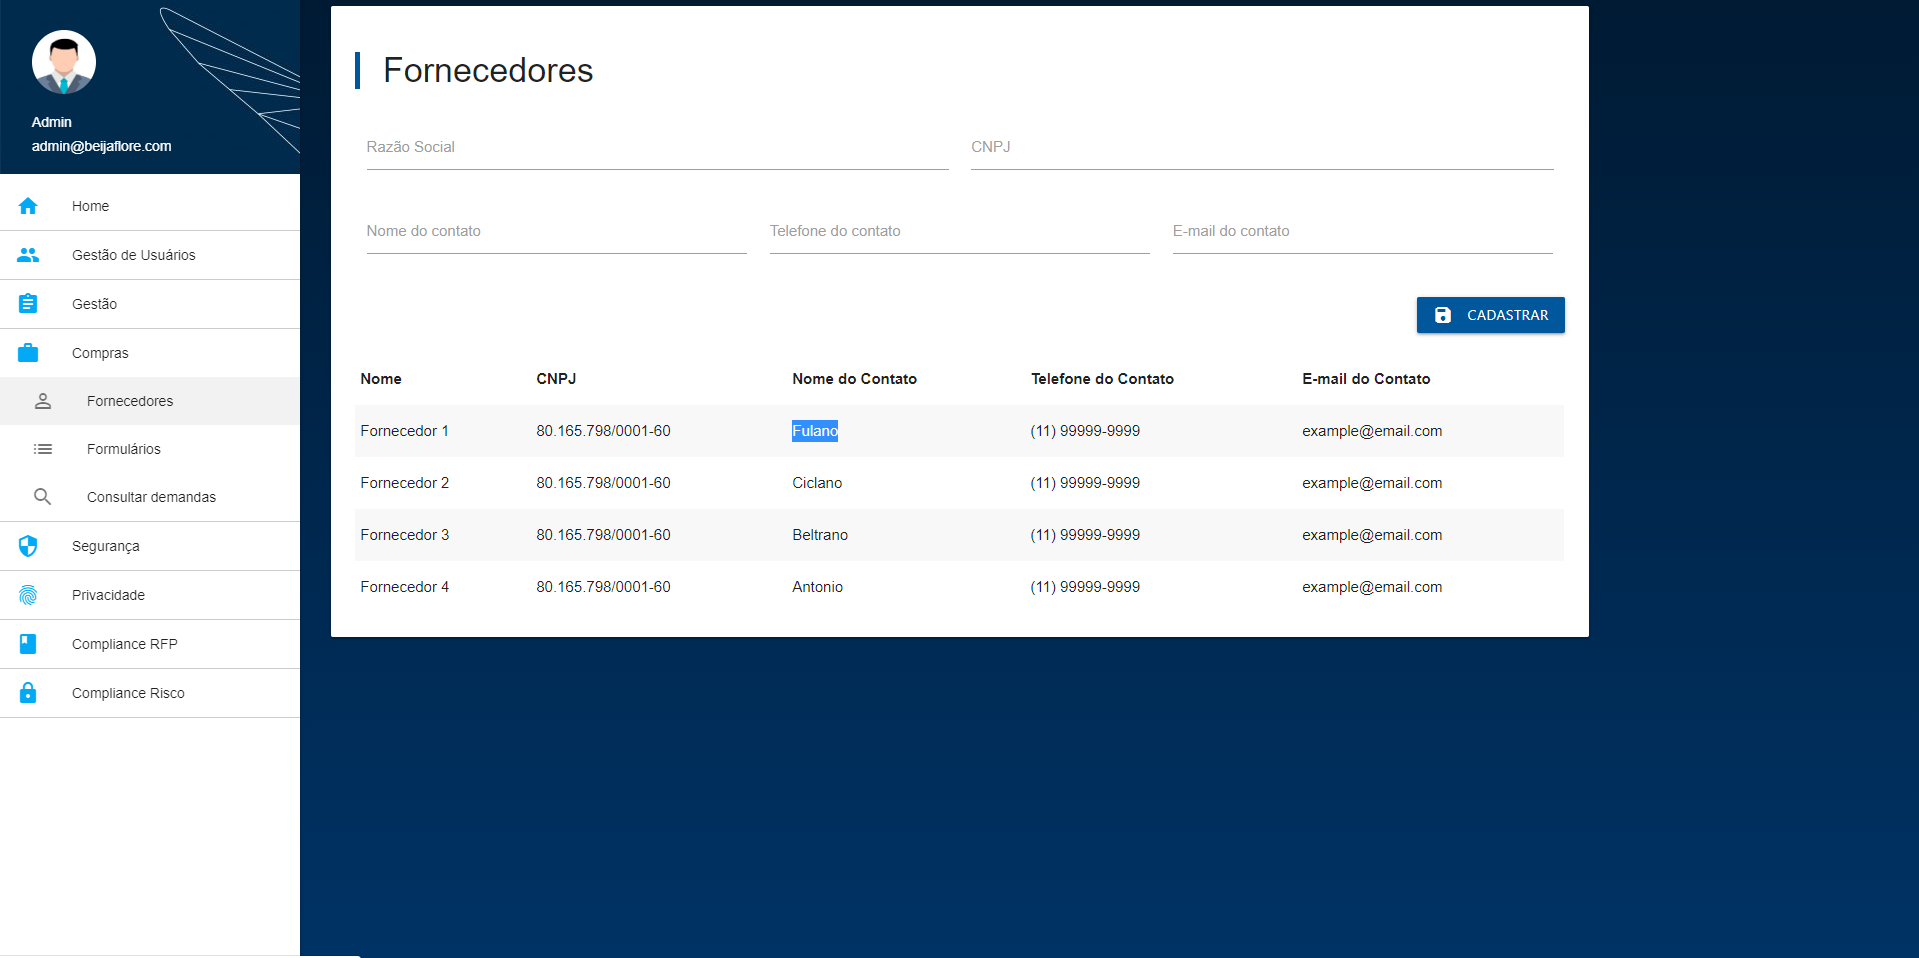 Admin
admin@beijaflore.com
Home
Gestão de Usuários
Gestão
Compras
Fornecedores
Formulários
Consultar demandas
Segurança
Privacidade
Compliance RFP
Compliance Risco
Fornecedores
Razão Social CNPJ
Nome do contato Telefone do contato E-mail do contato
CADASTRAR
Nome CNPJ Nome do Contato Telefone do Contato E-mail do Contato
Fornecedor 1 80.165.798/0001-60 Fulano (11) 99999-9999 example@email.com
Fornecedor 2 80.165.798/0001-60 Ciclano (11) 99999-9999 example@email.com
Fornecedor 3 80.165.798/0001-60 Beltrano (11) 99999-9999 example@email.com
Fornecedor 4 80.165.798/0001-60 Antonio (11) 99999-9999 example@email.com